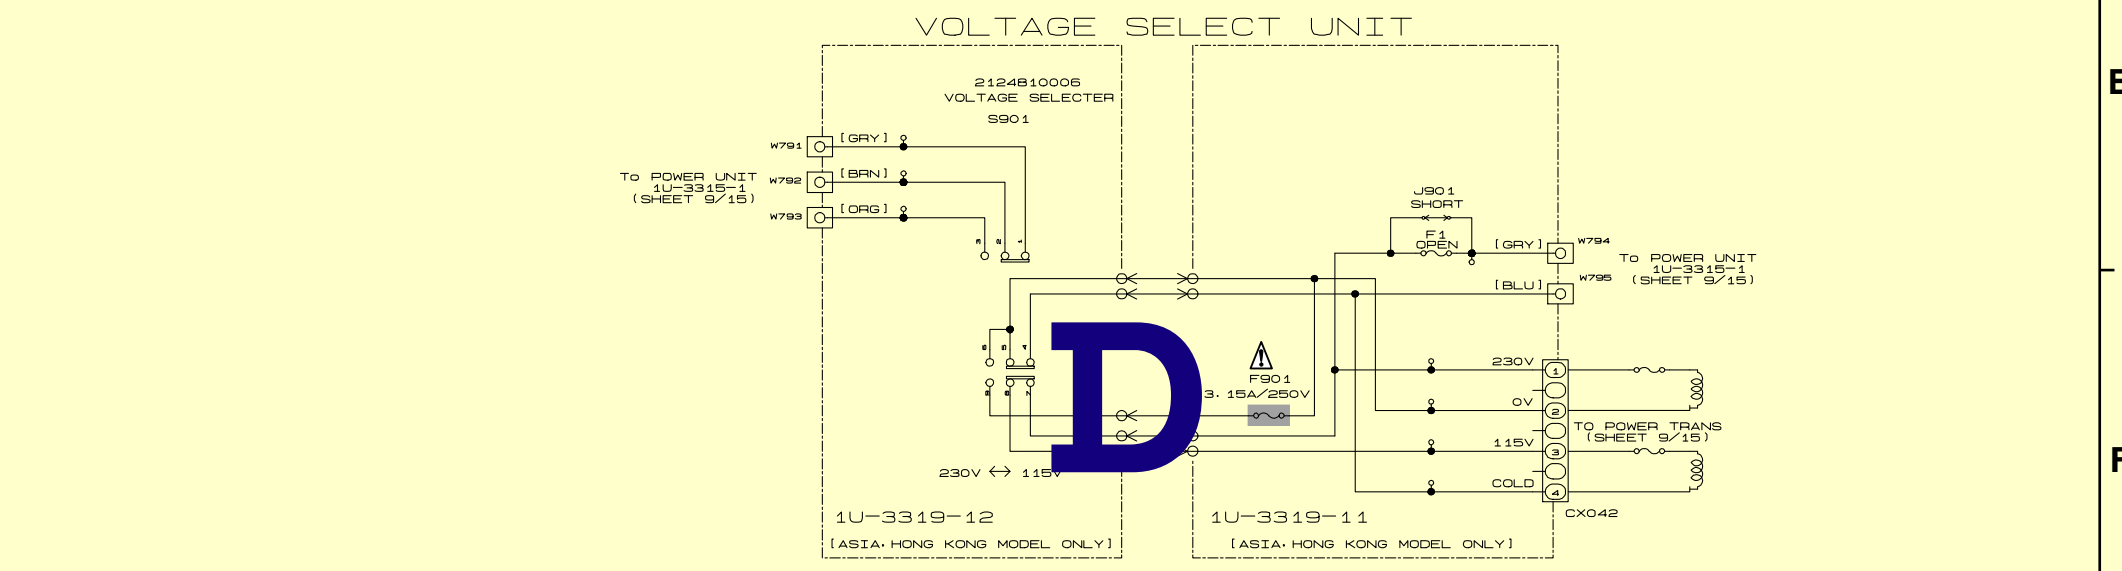 VOLTAGE SELECT UNIT
2124810006
VOLTAGE SELECTER
S901
W791
[GRY]
To POWER UNIT
1U-3315-1
(SHEET 9/15)
W792
[BRN]
W793
[ORG]
3 2 1
J901
SHORT
F1
OPEN
[GRY]
W794
To POWER UNIT
1U-3315-1
(SHEET 9/15)
W795
[BLU]
6 5 4
9 8 7
D
F901
3.15A/250V
230V
1
0V
2
TO POWER TRANS
(SHEET 9/15)
115V
3
COLD
4
CX042
230V ↔ 115V
1U-3319-12
[ASIA.HONG KONG MODEL ONLY]
1U-3319-11
[ASIA.HONG KONG MODEL ONLY]